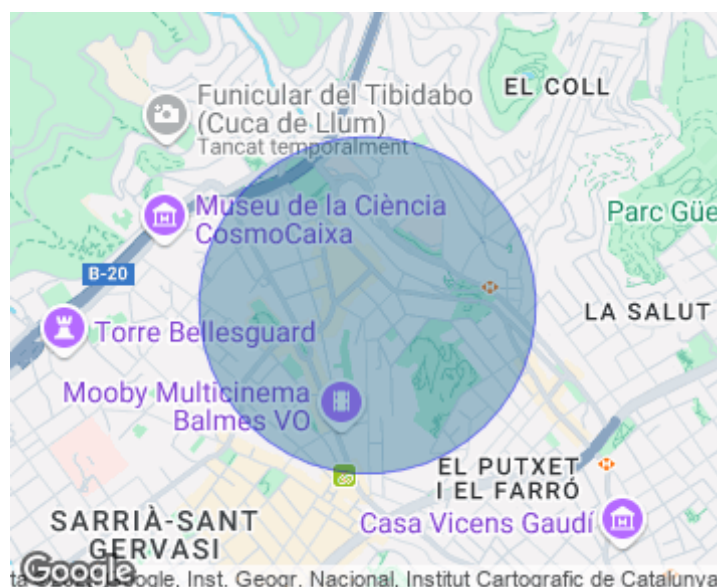 EL COLL
Funicular del Tibidabo
(Cuca de Llum)
Tancat temporalment
Museu de la Ciència
CosmoCaixa
Parc Güe
B-20
LA SALUT
Torre Bellesguard
Mooby Multicinema
Balmes VO
EL PUTXET
I EL FARRÓ
SARRIÀ-SANT
GERVASI
Casa Vicens Gaudí
Google
Google, Inst. Geogr. Nacional, Institut Cartogràfic de Catalunya